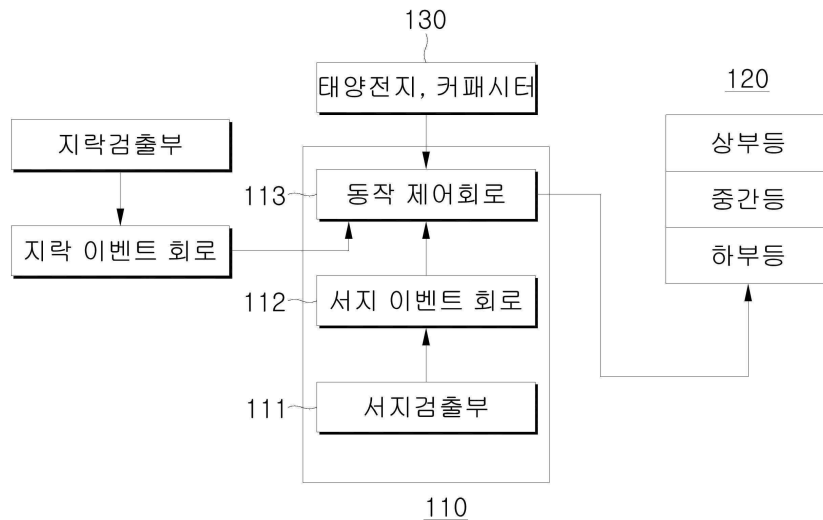 130
태양전지, 커패시터
120
지락검출부
상부등
113
동작 제어회로
중간등
지락 이벤트 회로
하부등
112
서지 이벤트 회로
111
서지검출부
110